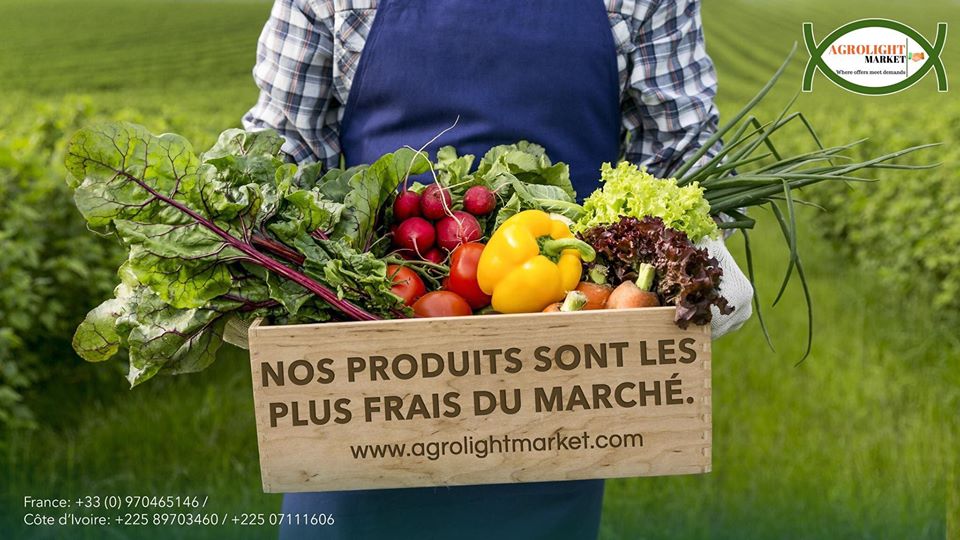 AGROLIGHT
MARKET
Where offers meet demands
NOS PRODUITS SONT LES
PLUS FRAIS DU MARCHÉ.
www.agrolightmarket.com
France: +33 (0) 970465146 /
Côte d'Ivoire: +225 89703460 / +225 07111606